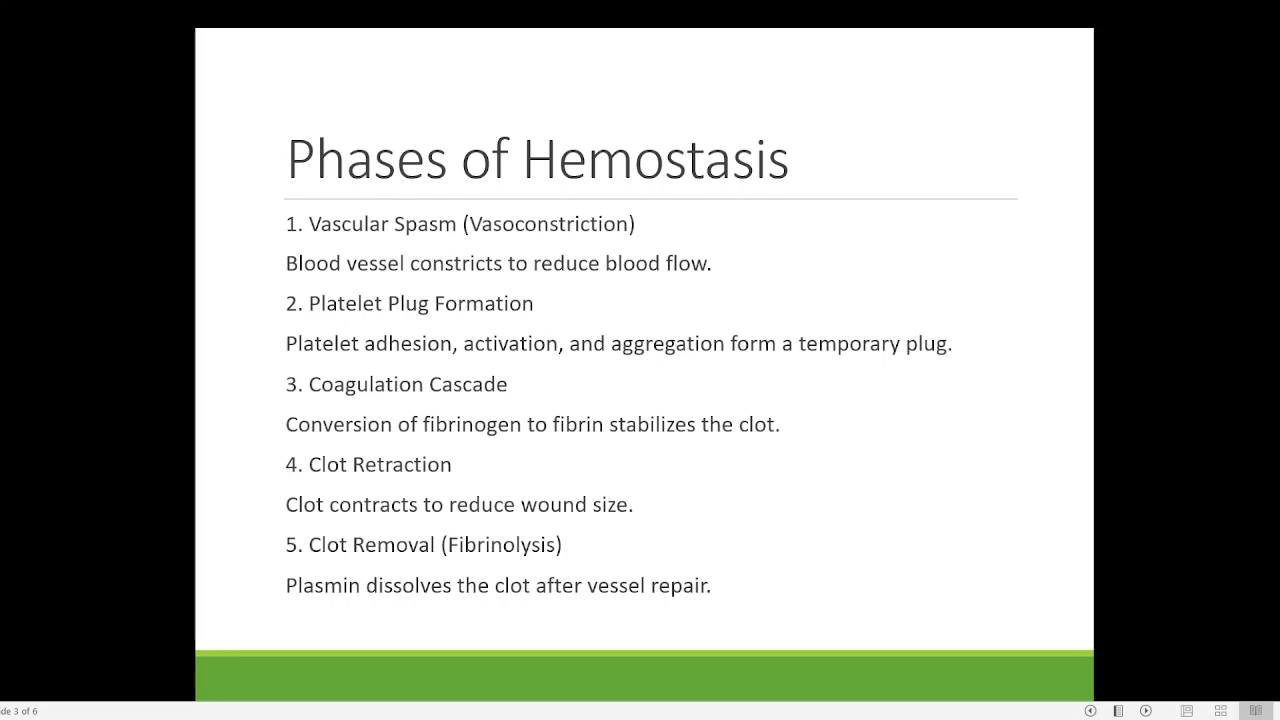 Phases of Hemostasis
1. Vascular Spasm (Vasoconstriction)
Blood vessel constricts to reduce blood flow.
2. Platelet Plug Formation
Platelet adhesion, activation, and aggregation form a temporary plug.
3. Coagulation Cascade
Conversion of fibrinogen to fibrin stabilizes the clot.
4. Clot Retraction
Clot contracts to reduce wound size.
5. Clot Removal (Fibrinolysis)
Plasmin dissolves the clot after vessel repair.
de 3 of 6